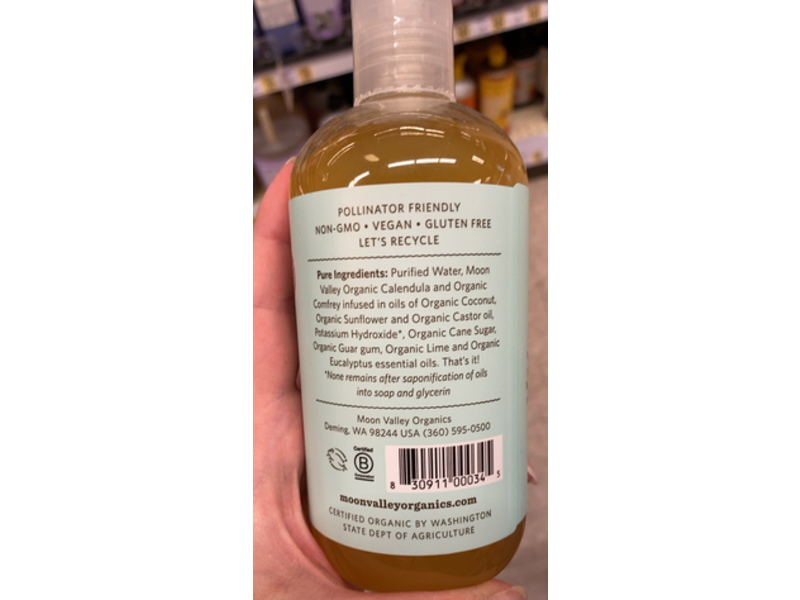 POLLINATOR FRIENDLY
NON-GMO • VEGAN • GLUTEN FREE
LET'S RECYCLE
Pure Ingredients: Purified Water, Moon
Valley Organic Calendula and Organic
Comfrey infused in oils of Organic Coconut,
Organic Sunflower and Organic Castor oil,
Potassium Hydroxide*, Organic Cane Sugar,
Organic Guar gum, Organic Lime and Organic
Eucalyptus essential oils. That's it!
*None remains after saponification of oils
into soap and glycerin
Moon Valley Organics
Deming, WA 98244 USA (360) 595-0500
Certified
B
Corporation
8 30911 00034 5
moonvalleyorganics.com
CERTIFIED ORGANIC BY WASHINGTON
STATE DEPT OF AGRICULTURE